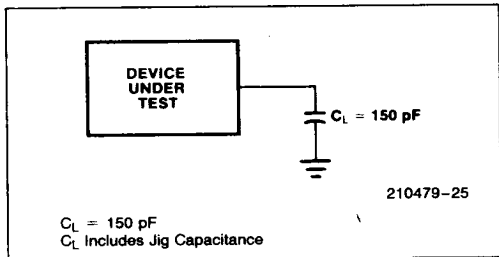 DEVICE
UNDER
TEST
C_L = 150 pF
210479–25
C_L = 150 pF
C_L Includes Jig Capacitance